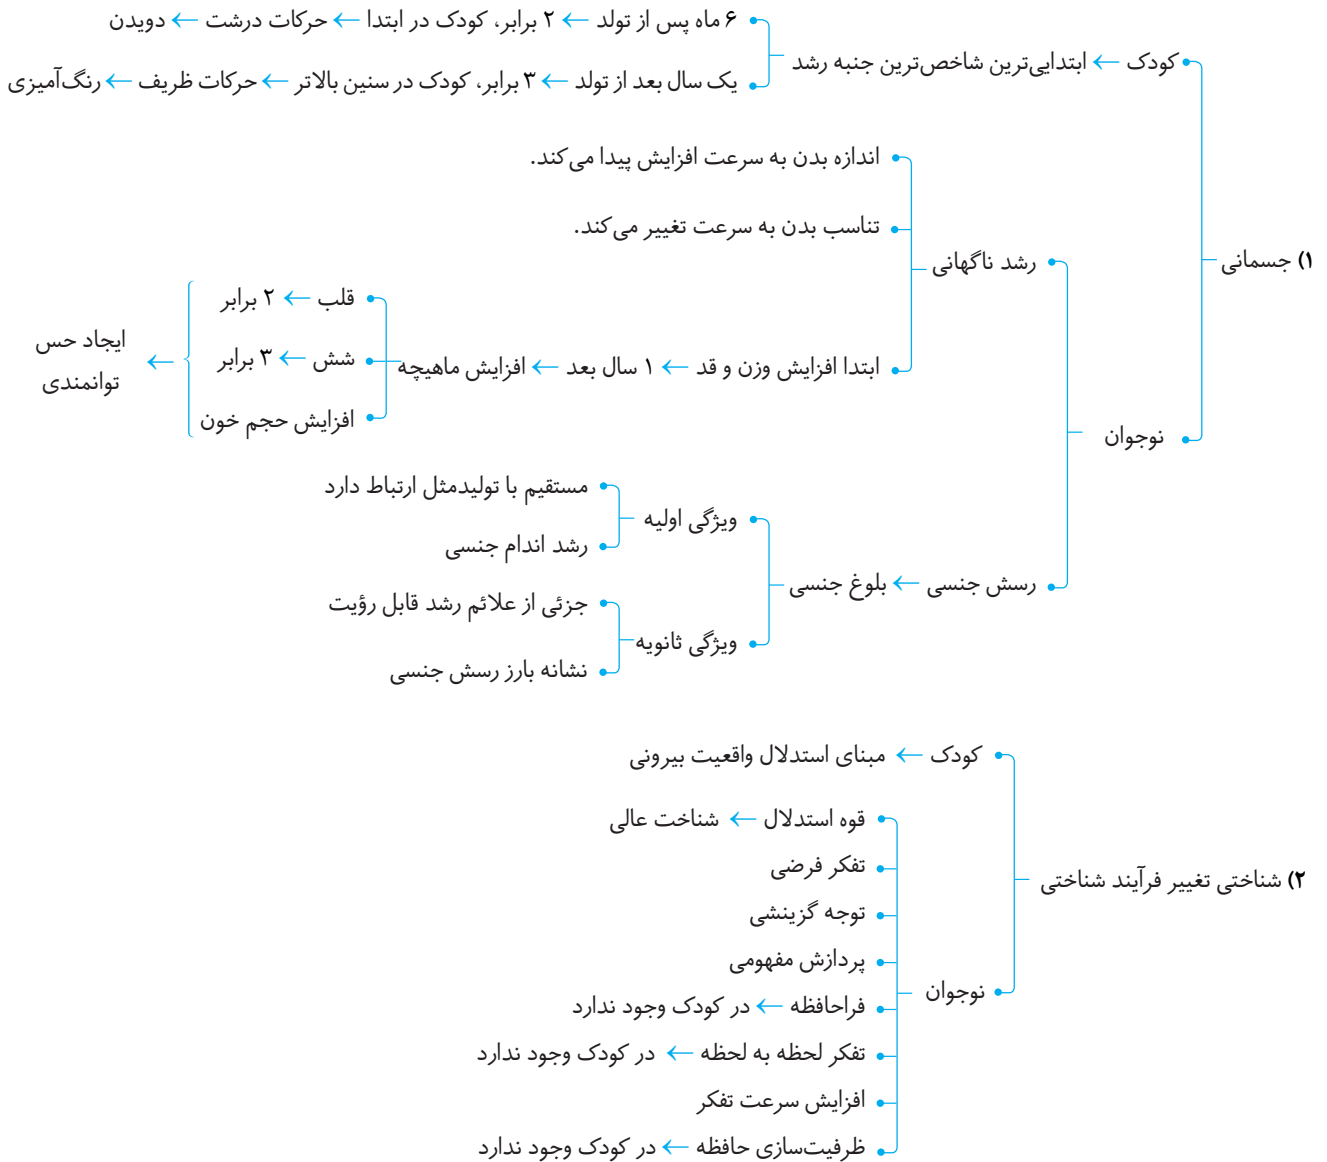 ۱) جسمانی
کودک ← ابتدایی‌ترین شاخص‌ترین جنبه رشد
۶ ماه پس از تولد ← ۲ برابر، کودک در ابتدا ← حرکات درشت ← دویدن
یک سال بعد از تولد ← ۳ برابر، کودک در سنین بالاتر ← حرکات ظریف ← رنگ‌آمیزی
نوجوان
رشد ناگهانی
اندازه بدن به سرعت افزایش پیدا می‌کند.
تناسب بدن به سرعت تغییر می‌کند.
ابتدا افزایش وزن و قد ← ۱ سال بعد ← افزایش ماهیچه
قلب ← ۲ برابر
شش ← ۳ برابر
افزایش حجم خون
← ایجاد حس
توانمندی
رسش جنسی ← بلوغ جنسی
ویژگی اولیه
مستقیم با تولیدمثل ارتباط دارد
رشد اندام جنسی
ویژگی ثانویه
جزئی از علائم رشد قابل رؤیت
نشانه بارز رسش جنسی
۲) شناختی تغییر فرآیند شناختی
کودک ← مبنای استدلال واقعیت بیرونی
نوجوان
قوه استدلال ← شناخت عالی
تفکر فرضی
توجه گزینشی
پردازش مفهومی
فراحافظه ← در کودک وجود ندارد
تفکر لحظه به لحظه ← در کودک وجود ندارد
افزایش سرعت تفکر
ظرفیت‌سازی حافظه ← در کودک وجود ندارد